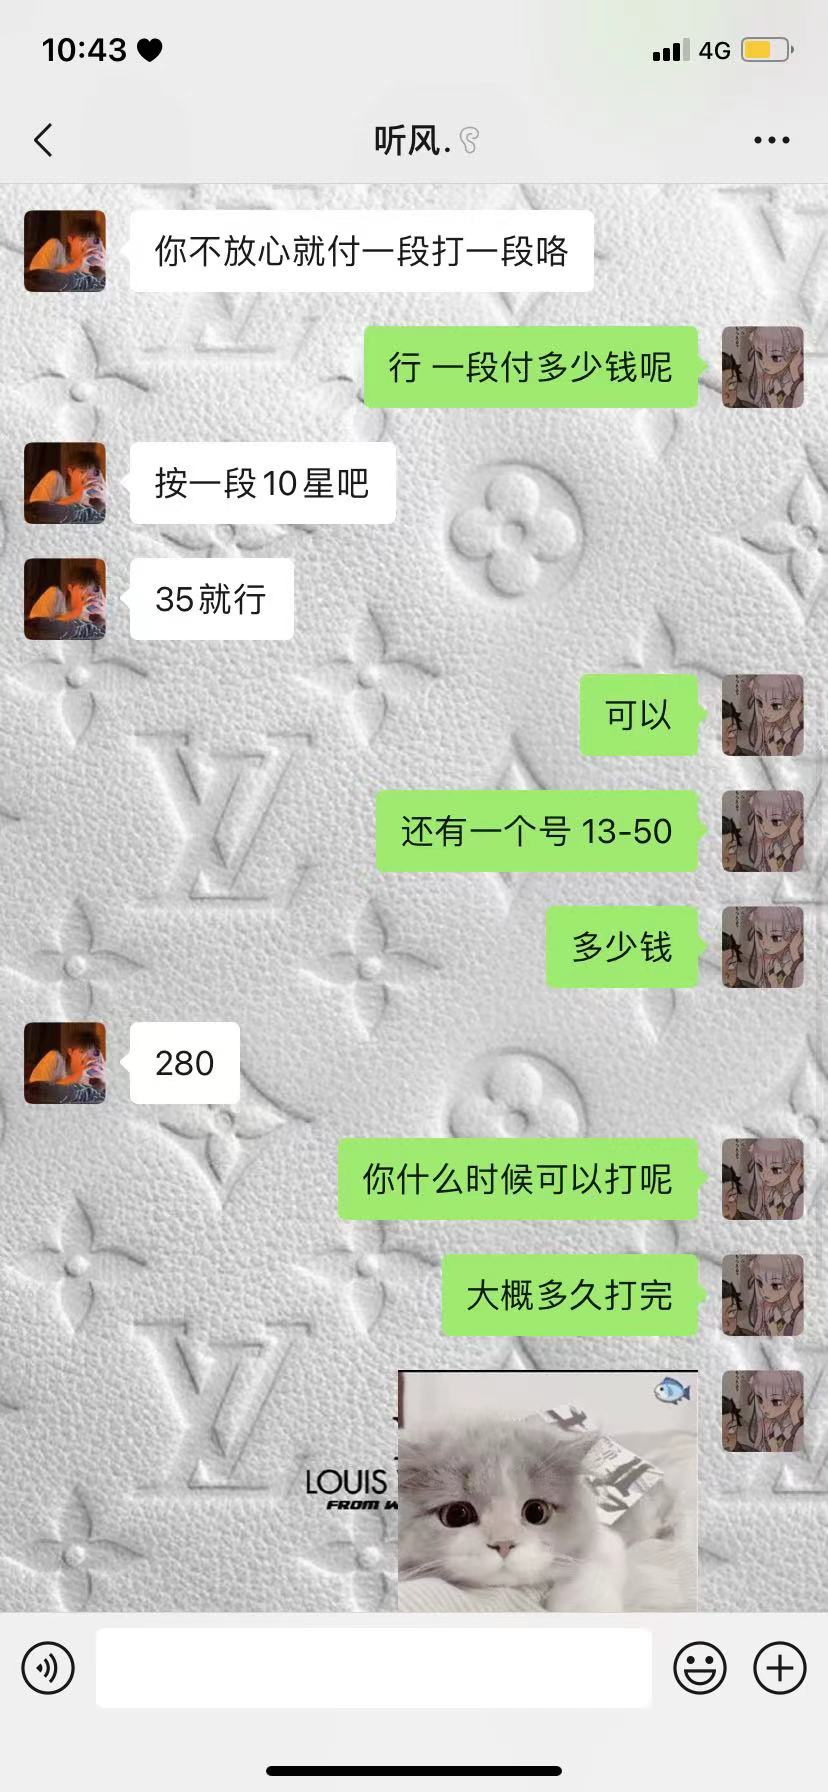 10:43
4G
听风.
你不放心就付一段打一段咯
行 一段付多少钱呢
按一段10星吧
35就行
可以
还有一个号 13-50
多少钱
280
你什么时候可以打呢
大概多久打完
LOUIS
FROM W